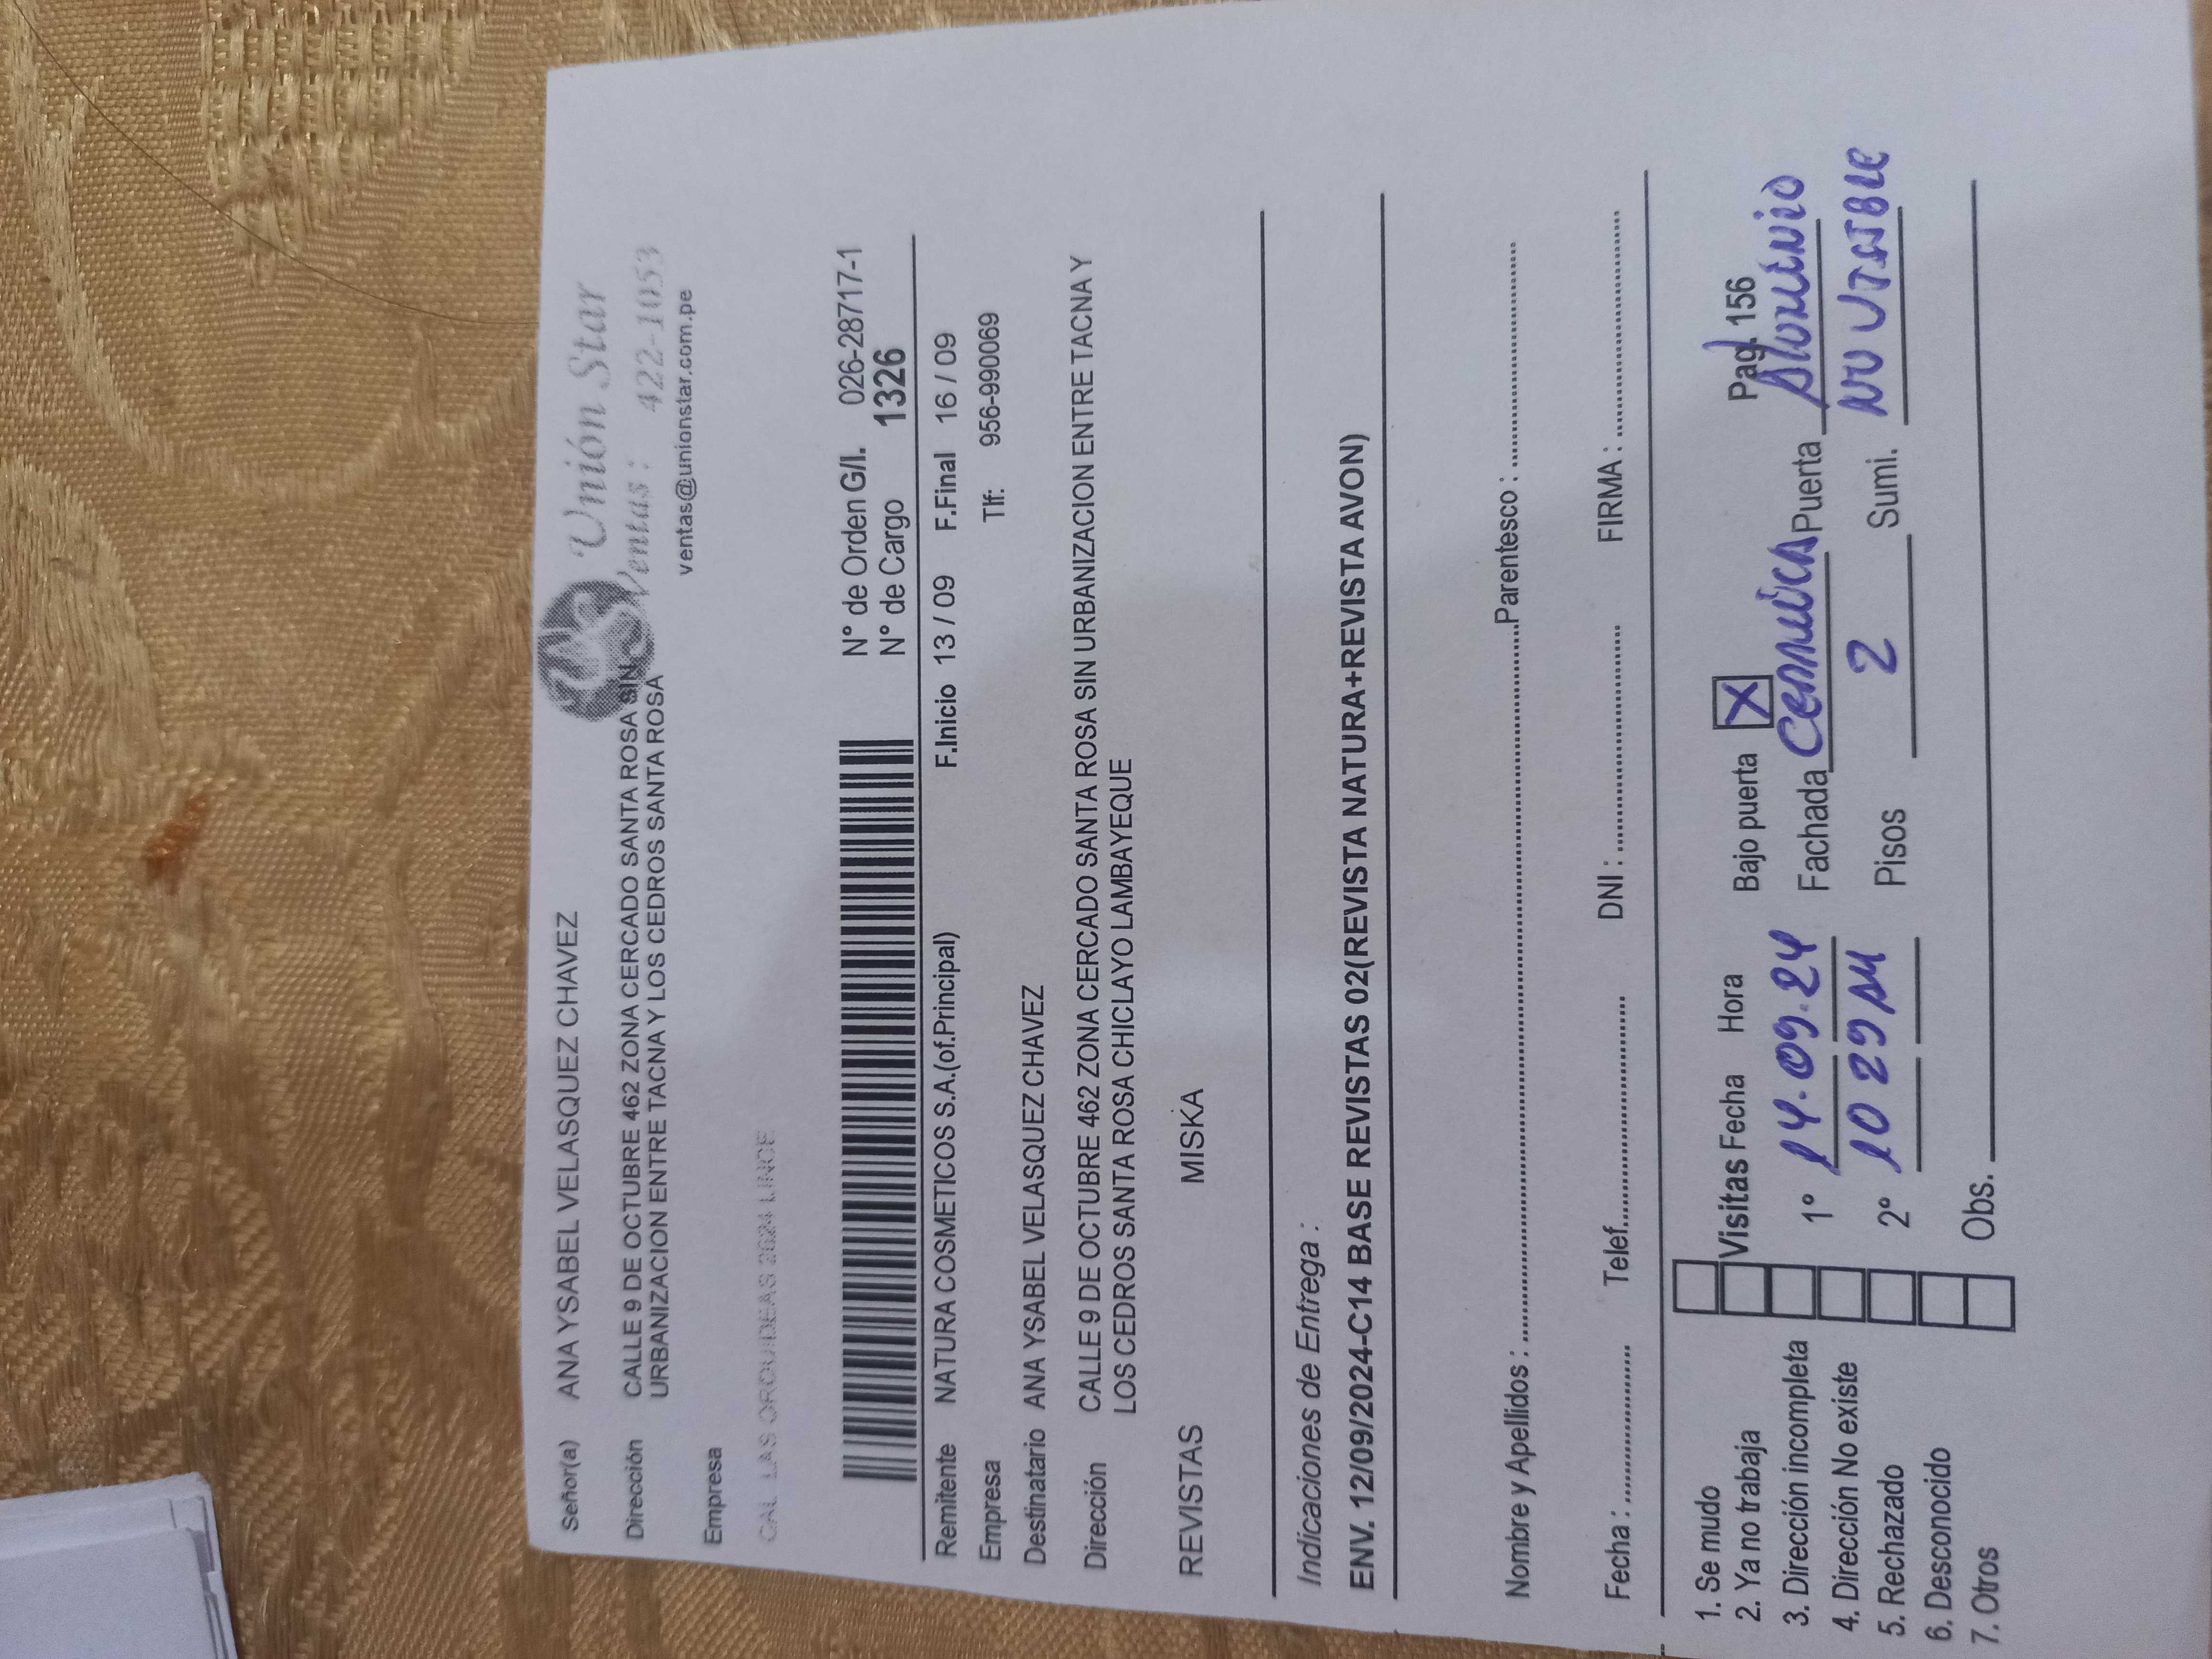 Señor(a) ANA YSABEL VELASQUEZ CHAVEZ
Unión Star
Ventas: 422-1053
ventas@unionstar.com.pe
Dirección CALLE 9 DE OCTUBRE 462 ZONA CERCADO SANTA ROSA SIN
URBANIZACION ENTRE TACNA Y LOS CEDROS SANTA ROSA
Empresa
CAL. LAS ORQUIDEAS 2624 LINCE
N° de Orden G/I. 026-28717-1
N° de Cargo 1326
Remitente NATURA COSMETICOS S.A.(of.Principal) F.Inicio 13 / 09 F.Final 16 / 09
Empresa Tlf: 956-990069
Destinatario ANA YSABEL VELASQUEZ CHAVEZ
Dirección CALLE 9 DE OCTUBRE 462 ZONA CERCADO SANTA ROSA SIN URBANIZACION ENTRE TACNA Y
LOS CEDROS SANTA ROSA CHICLAYO LAMBAYEQUE
REVISTAS MISKA
Indicaciones de Entrega :
ENV. 12/09/2024-C14 BASE REVISTAS 02(REVISTA NATURA+REVISTA AVON)
Nombre y Apellidos : Parentesco :
Fecha : Telef. DNI : FIRMA :
1. Se mudo
2. Ya no trabaja
3. Dirección incompleta
4. Dirección No existe
5. Rechazado
6. Desconocido
7. Otros
Visitas Fecha Hora Bajo puerta X Pag. 156
1° 14.09.24 Fachada Puerta
2° 10 29 AM Pisos 2 Sumi.
Obs.